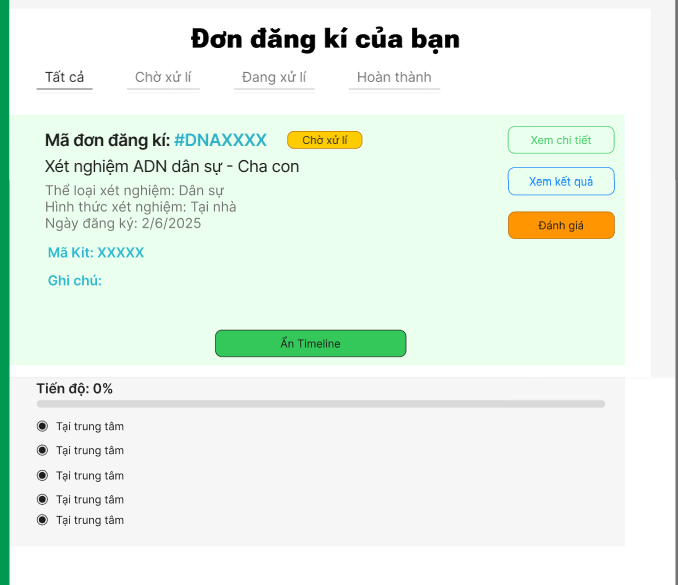 Đơn đăng kí của bạn
Tất cả Chờ xử lí Đang xử lí Hoàn thành
Mã đơn đăng kí: #DNAXXXX Chờ xử lí
Xem chi tiết
Xét nghiệm ADN dân sự - Cha con
Xem kết quả
Thể loại xét nghiệm: Dân sự
Hình thức xét nghiệm: Tại nhà
Ngày đăng ký: 2/6/2025
Đánh giá
Mã Kit: XXXXX
Ghi chú:
Ẩn Timeline
Tiến độ: 0%
Tại trung tâm
Tại trung tâm
Tại trung tâm
Tại trung tâm
Tại trung tâm